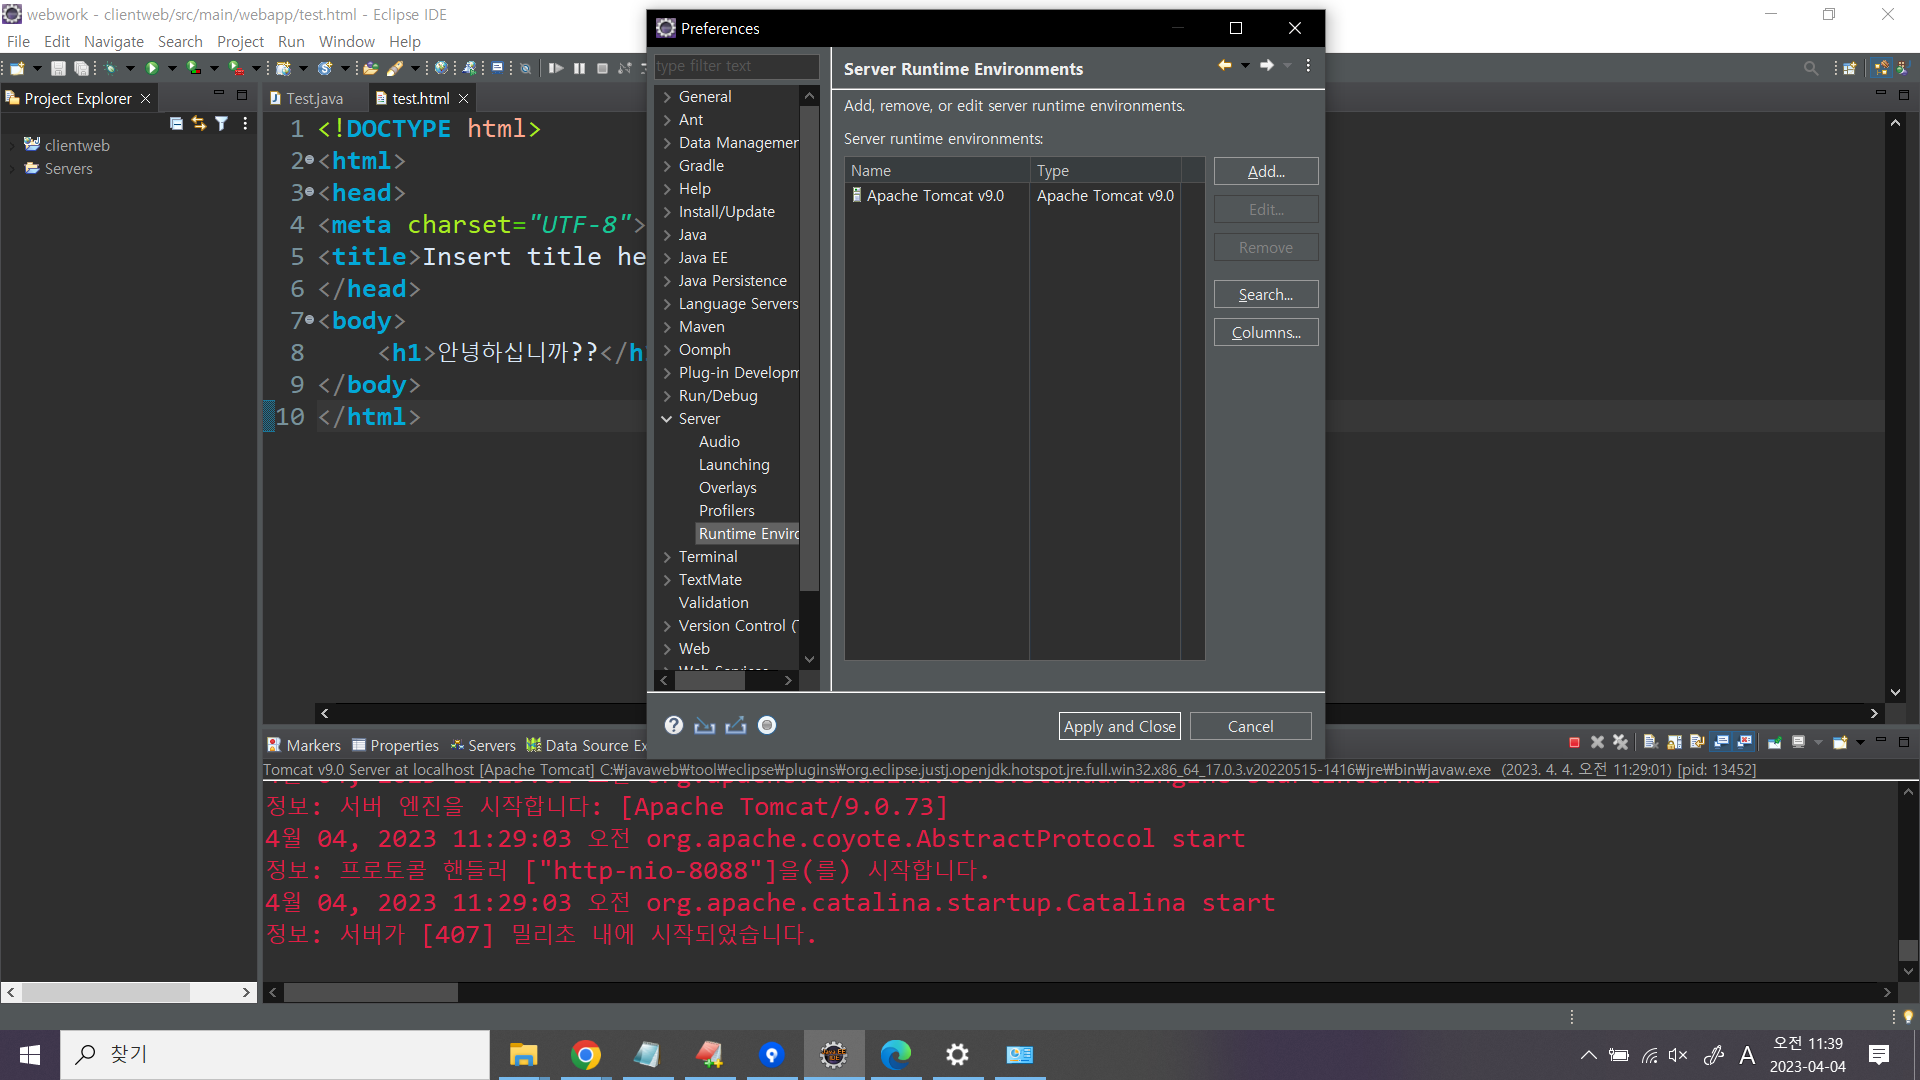 webwork - clientweb/src/main/webapp/test.html - Eclipse IDE
File Edit Navigate Search Project Run Window Help
Project Explorer
clientweb
Servers
Test.java
test.html
1 <!DOCTYPE html>
2 <html>
3 <head>
4 <meta charset="UTF-8">
5 <title>Insert title he
6 </head>
7 <body>
8 <h1>안녕하십니까??</h
9 </body>
10 </html>
Preferences
type filter text
General
Ant
Data Managemen
Gradle
Help
Install/Update
Java
Java EE
Java Persistence
Language Servers
Maven
Oomph
Plug-in Developm
Run/Debug
Server
Audio
Launching
Overlays
Profilers
Runtime Enviro
Terminal
TextMate
Validation
Version Control (T
Web
Web Services
Server Runtime Environments
Add, remove, or edit server runtime environments.
Server runtime environments:
Name Type
Apache Tomcat v9.0 Apache Tomcat v9.0
Add...
Edit...
Remove
Search...
Columns...
Apply and Close
Cancel
Markers Properties Servers Data Source Ex
Tomcat v9.0 Server at localhost [Apache Tomcat] C:₩javaweb₩tool₩eclipse₩plugins₩org.eclipse.justj.openjdk.hotspot.jre.full.win32.x86_64_17.0.3.v20220515-1416₩jre₩bin₩javaw.exe (2023. 4. 4. 오전 11:29:01) [pid: 13452]
정보: 서버 엔진을 시작합니다: [Apache Tomcat/9.0.73]
4월 04, 2023 11:29:03 오전 org.apache.coyote.AbstractProtocol start
정보: 프로토콜 핸들러 ["http-nio-8088"]을(를) 시작합니다.
4월 04, 2023 11:29:03 오전 org.apache.catalina.startup.Catalina start
정보: 서버가 [407] 밀리초 내에 시작되었습니다.
찾기
A
오전 11:39
2023-04-04